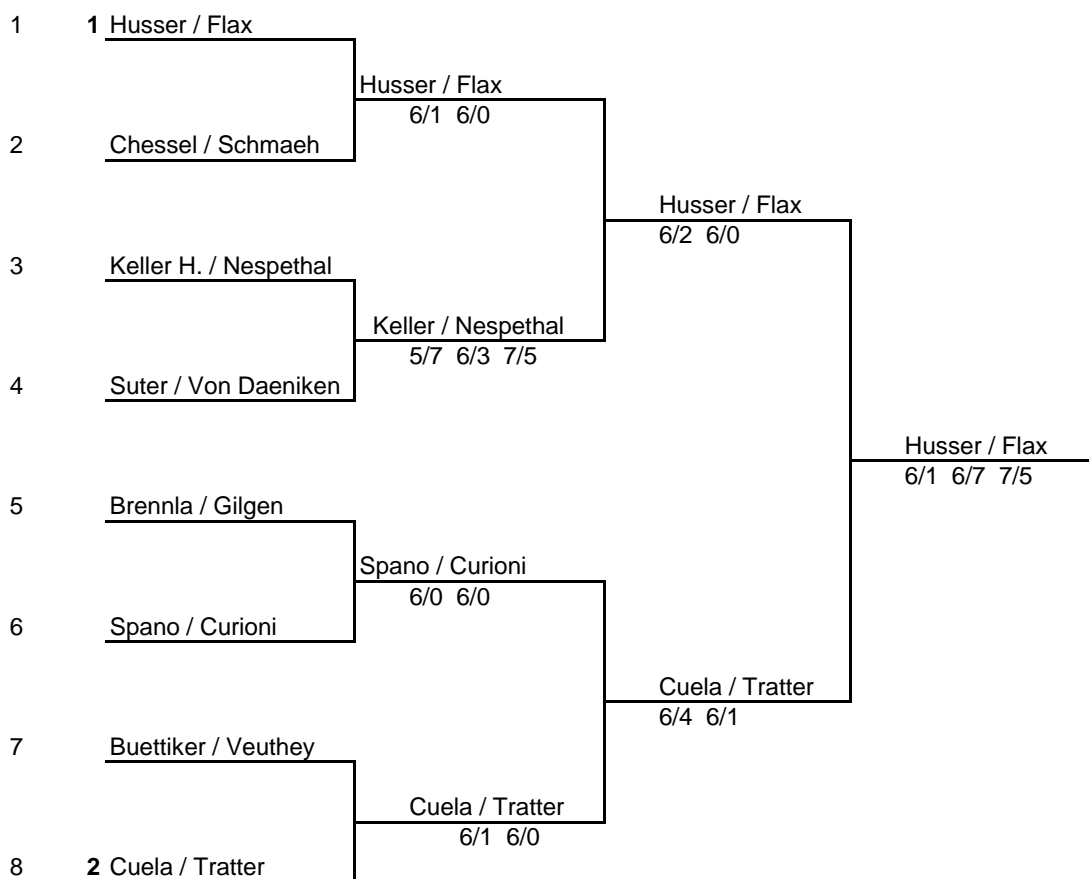 1 1 Husser / Flax
Husser / Flax
6/1 6/0
2 Chessel / Schmaeh
Husser / Flax
6/2 6/0
3 Keller H. / Nespethal
Keller / Nespethal
5/7 6/3 7/5
4 Suter / Von Daeniken
Husser / Flax
6/1 6/7 7/5
5 Brennla / Gilgen
Spano / Curioni
6/0 6/0
6 Spano / Curioni
Cuela / Tratter
6/4 6/1
7 Buettiker / Veuthey
Cuela / Tratter
6/1 6/0
8 2 Cuela / Tratter